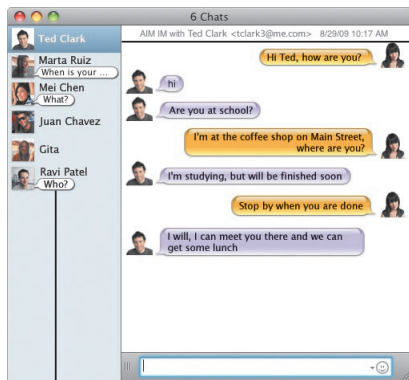 6 Chats
Ted Clark
Marta Ruiz
When is your ...
Mei Chen
What?
Juan Chavez
Gita
Ravi Patel
Who?
AIM IM with Ted Clark <tclark3@me.com> 8/29/09 10:17 AM
Hi Ted, how are you?
hi
Are you at school?
I'm at the coffee shop on Main Street,
where are you?
I'm studying, but will be finished soon
Stop by when you are done
I will, I can meet you there and we can
get some lunch